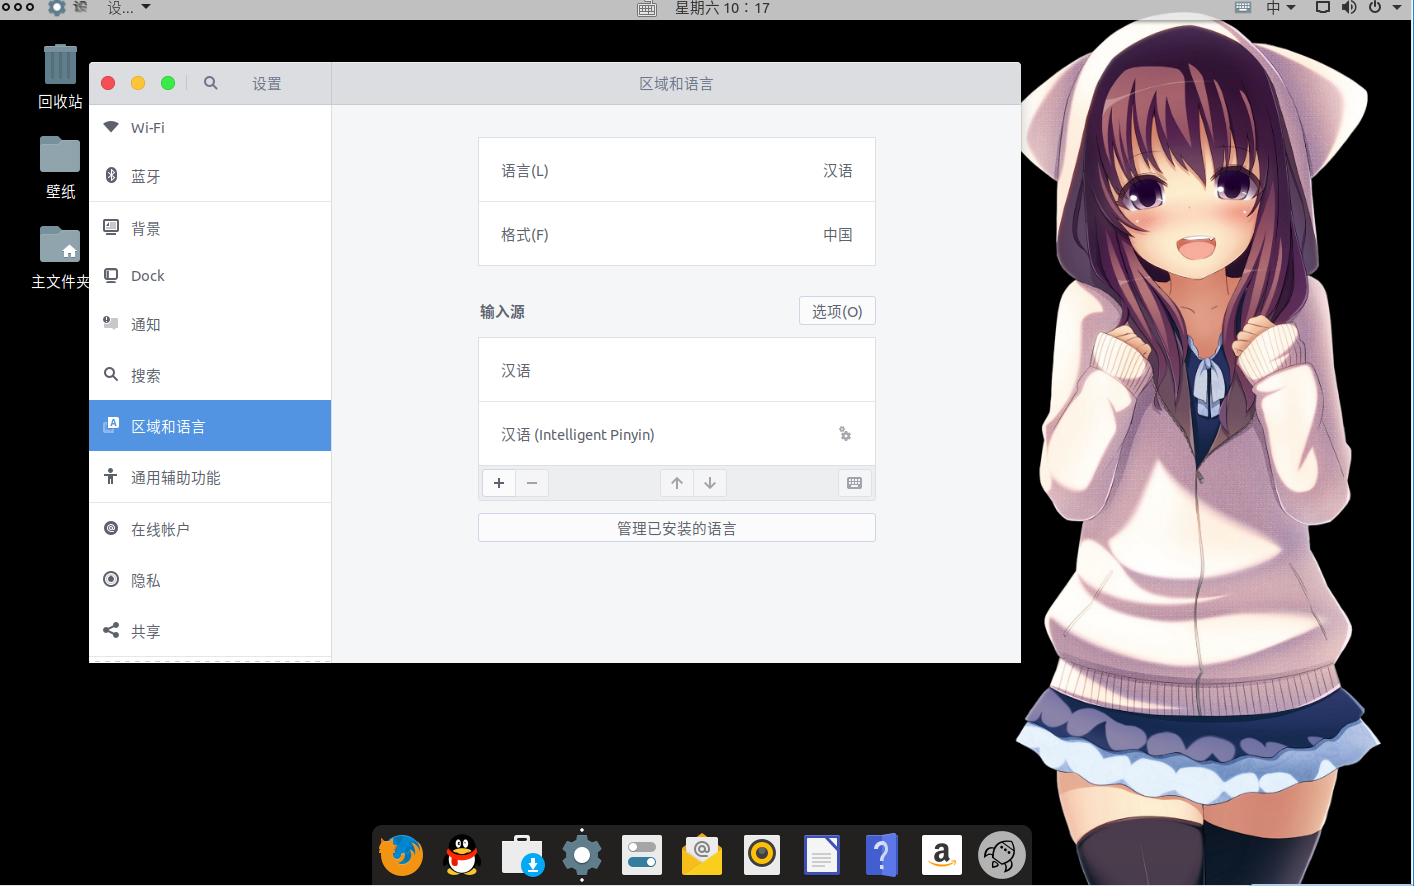 设...
星期六 10：17
中
回收站
壁纸
主文件夹
设置
区域和语言
Wi-Fi
蓝牙
背景
Dock
通知
搜索
区域和语言
通用辅助功能
在线帐户
隐私
共享
语言(L)
汉语
格式(F)
中国
输入源
选项(O)
汉语
汉语 (Intelligent Pinyin)
管理已安装的语言